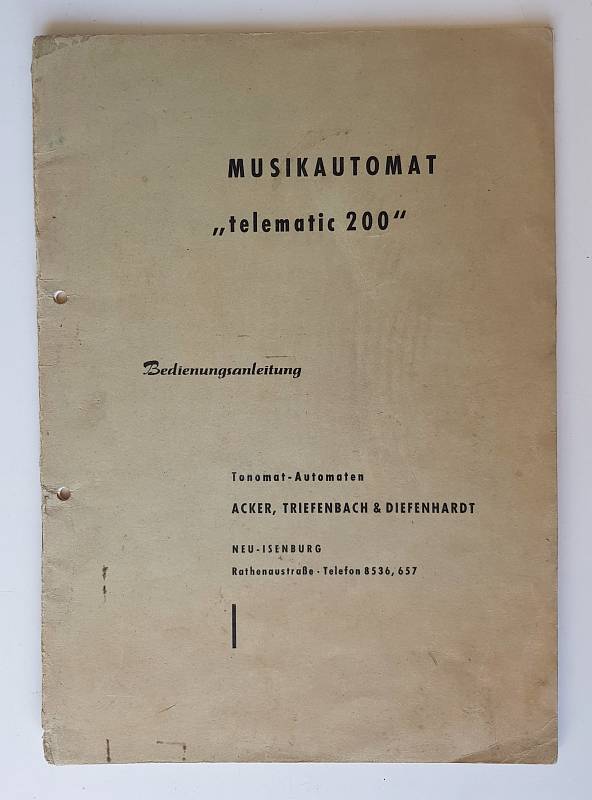 MUSIKAUTOMAT
„telematic 200“
Bedienungsanleitung
Tonomat-Automaten
ACKER, TRIEFENBACH & DIEFENHARDT
NEU-ISENBURG
Rathenaustraße · Telefon 8536, 657